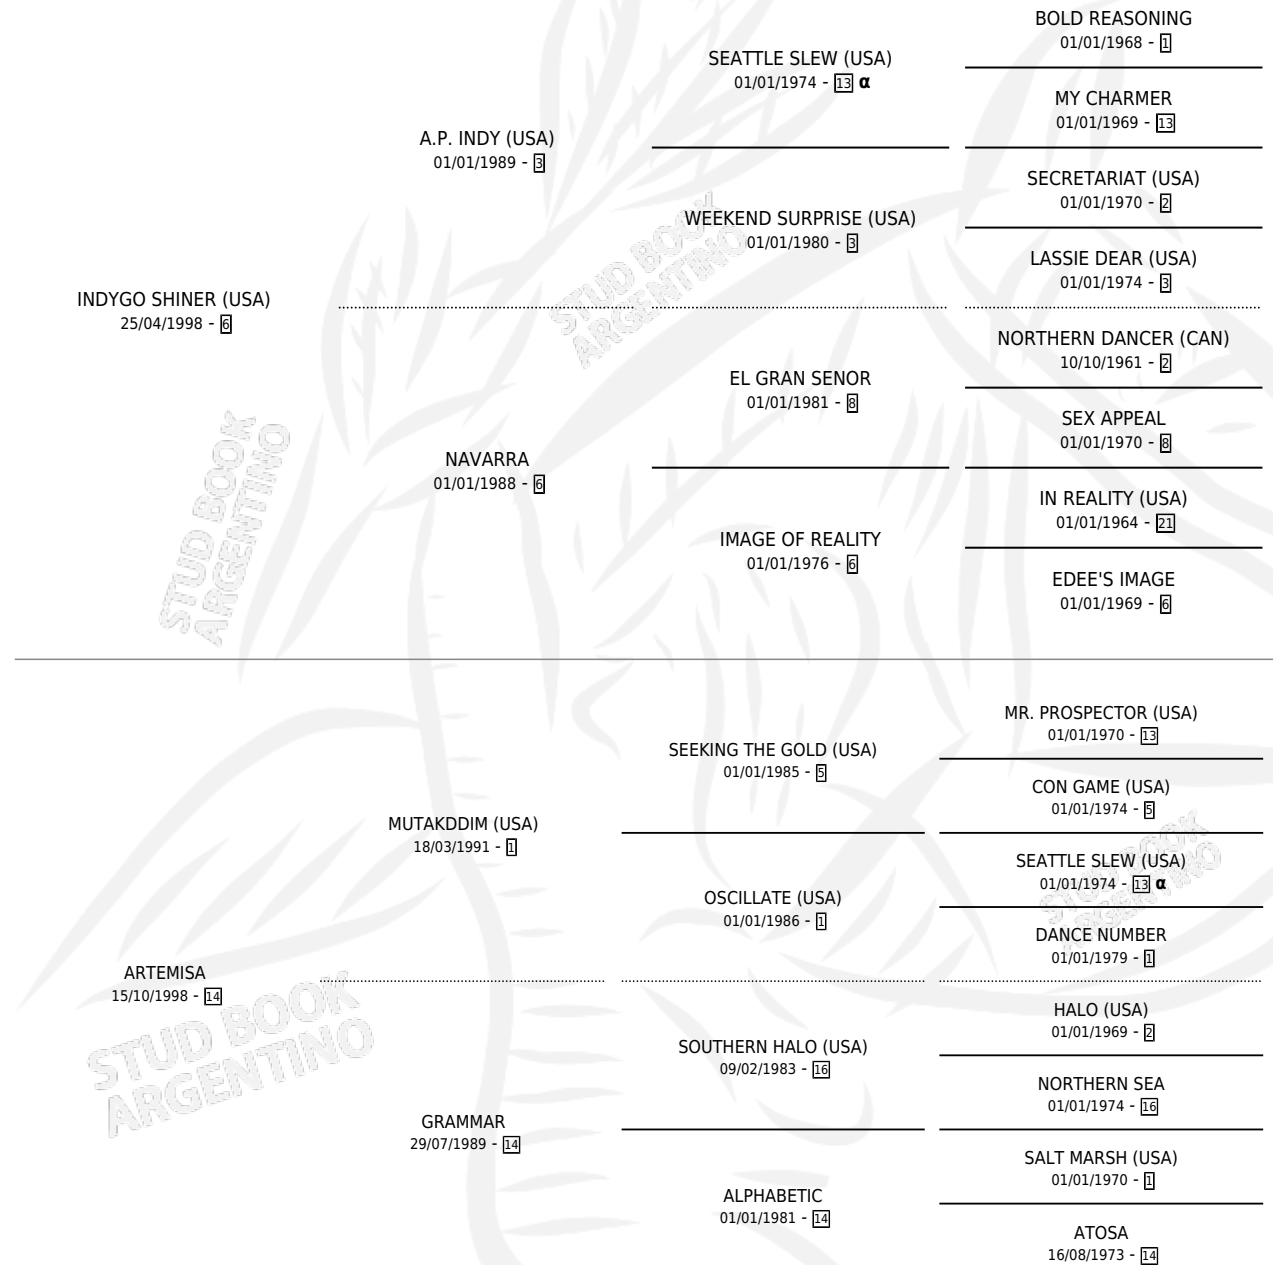 BOLD REASONING
01/01/1968 - 1
SEATTLE SLEW (USA)
01/01/1974 - 13 α
MY CHARMER
01/01/1969 - 13
A.P. INDY (USA)
01/01/1989 - 3
SECRETARIAT (USA)
01/01/1970 - 2
WEEKEND SURPRISE (USA)
01/01/1980 - 3
LASSIE DEAR (USA)
01/01/1974 - 3
INDYGO SHINER (USA)
25/04/1998 - 6
NORTHERN DANCER (CAN)
10/10/1961 - 2
EL GRAN SENOR
01/01/1981 - 8
SEX APPEAL
01/01/1970 - 8
NAVARRA
01/01/1988 - 6
IN REALITY (USA)
01/01/1964 - 21
IMAGE OF REALITY
01/01/1976 - 6
EDEE'S IMAGE
01/01/1969 - 6
MR. PROSPECTOR (USA)
01/01/1970 - 13
SEEKING THE GOLD (USA)
01/01/1985 - 5
CON GAME (USA)
01/01/1974 - 5
MUTAKDDIM (USA)
18/03/1991 - 1
SEATTLE SLEW (USA)
01/01/1974 - 13 α
OSCILLATE (USA)
01/01/1986 - 1
DANCE NUMBER
01/01/1979 - 1
ARTEMISA
15/10/1998 - 14
HALO (USA)
01/01/1969 - 2
SOUTHERN HALO (USA)
09/02/1983 - 16
NORTHERN SEA
01/01/1974 - 16
GRAMMAR
29/07/1989 - 14
SALT MARSH (USA)
01/01/1970 - 1
ALPHABETIC
01/01/1981 - 14
ATOSA
16/08/1973 - 14
STUD BOOK
ARGENTINO
STUD BOOK
ARGENTINO
STUD BOOK
ARGENTINO
STUD BOOK
ARGENTINO